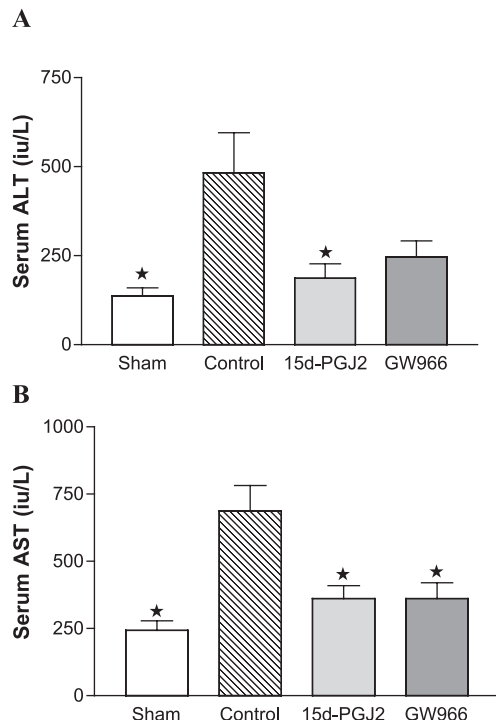 A
Serum ALT (iu/L)
750
500
250
0
★
★
Sham Control 15d-PGJ2 GW966
B
Serum AST (iu/L)
1000
750
500
250
0
★
★
★
Sham Control 15d-PGJ2 GW966